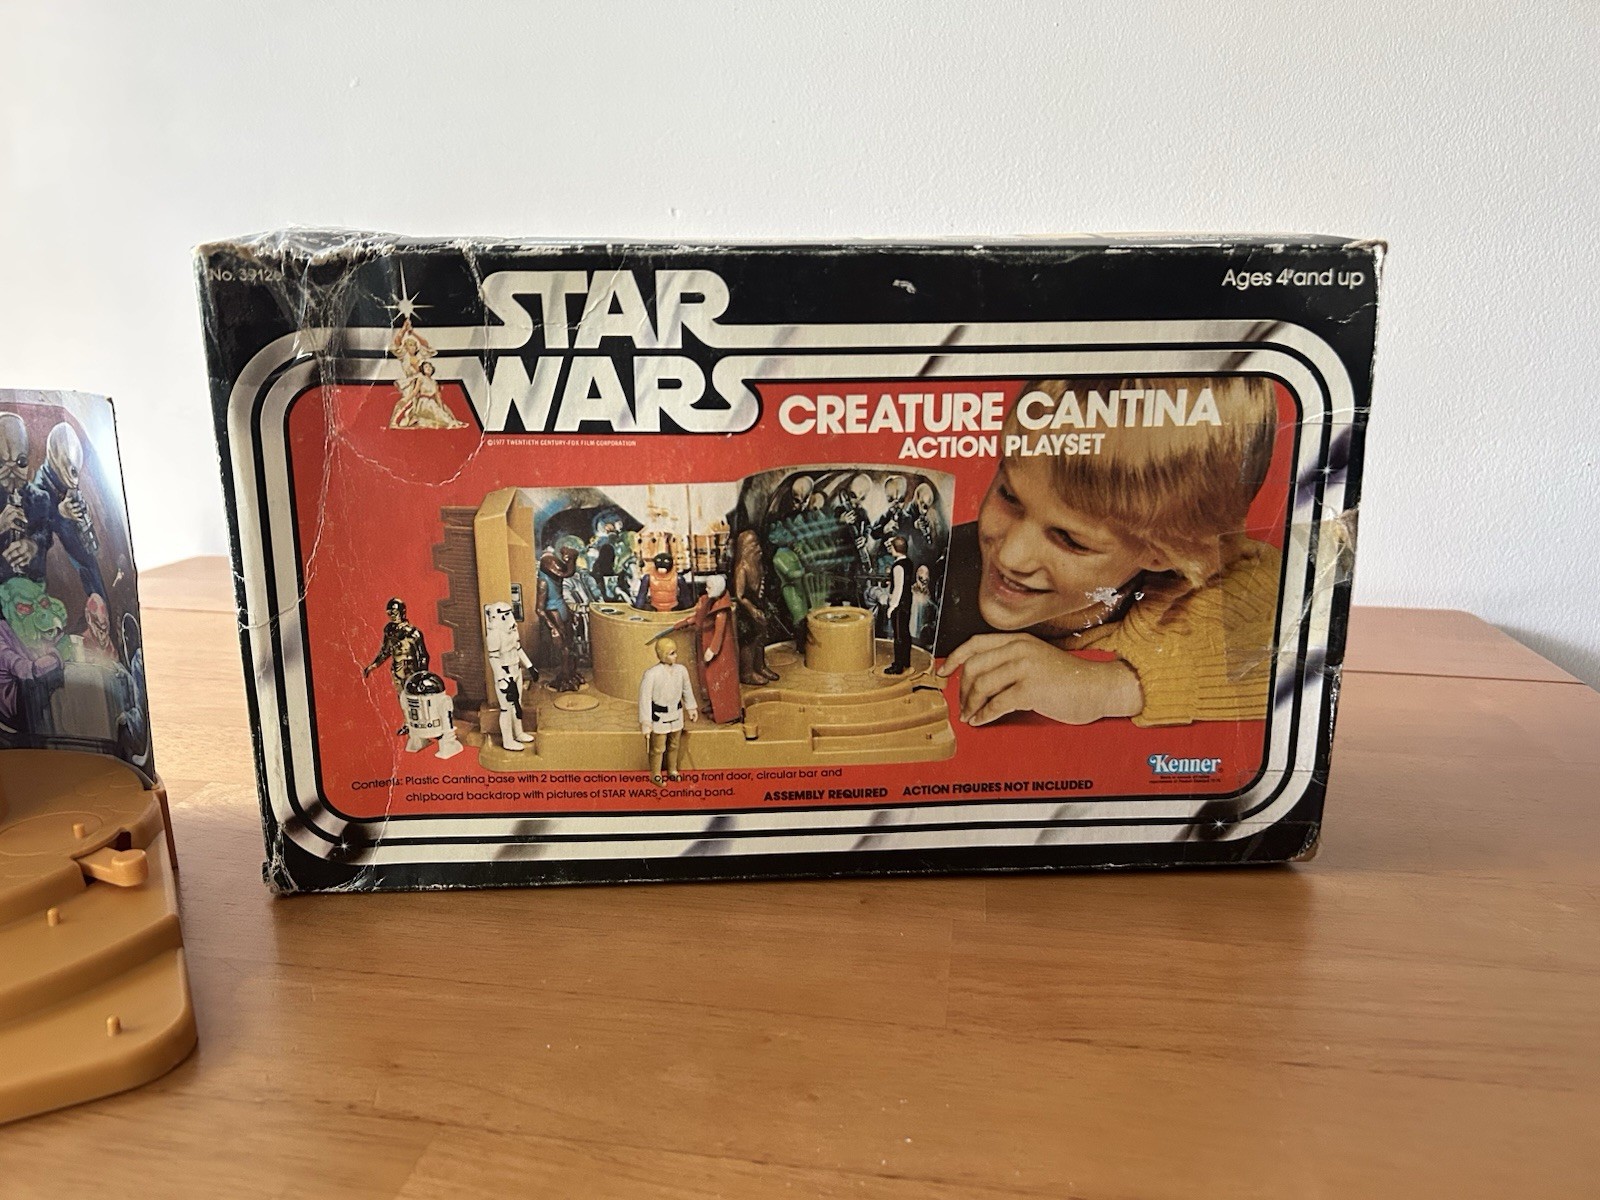 No. 39120
Ages 4 and up
STAR
WARS
©1977 TWENTIETH CENTURY-FOX FILM CORPORATION
CREATURE CANTINA
ACTION PLAYSET
Kenner
Contents: Plastic Cantina base with 2 battle action levers, opening front door, circular bar and
chipboard backdrop with pictures of STAR WARS Cantina band.
ASSEMBLY REQUIRED ACTION FIGURES NOT INCLUDED